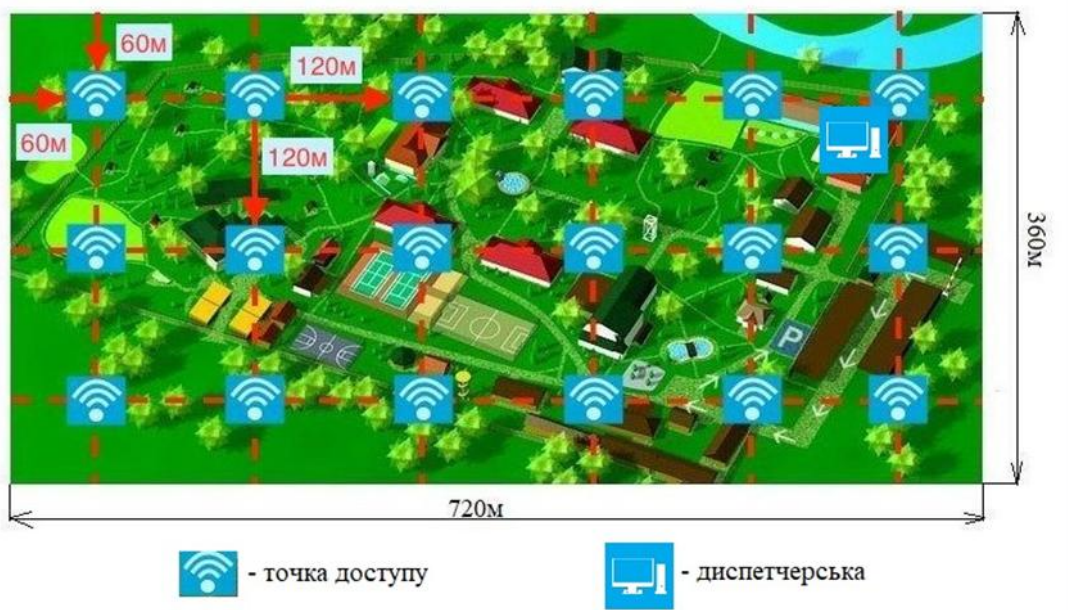 60м
120м
60м
120м
P
360м
720м
- точка доступу
- диспетчерська